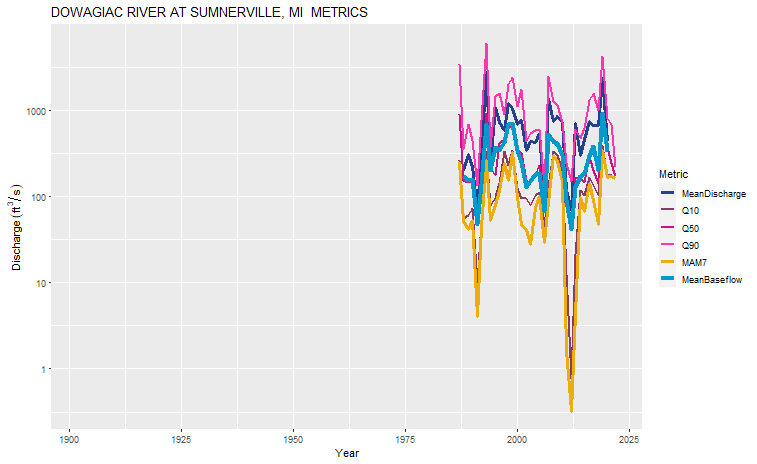 DOWAGIAC RIVER AT SUMNERVILLE, MI  METRICS
1000
100
10
1
Discharge (ft³/s)
1900
1925
1950
1975
2000
2025
Year
Metric
MeanDischarge
Q10
Q50
Q90
MAM7
MeanBaseflow